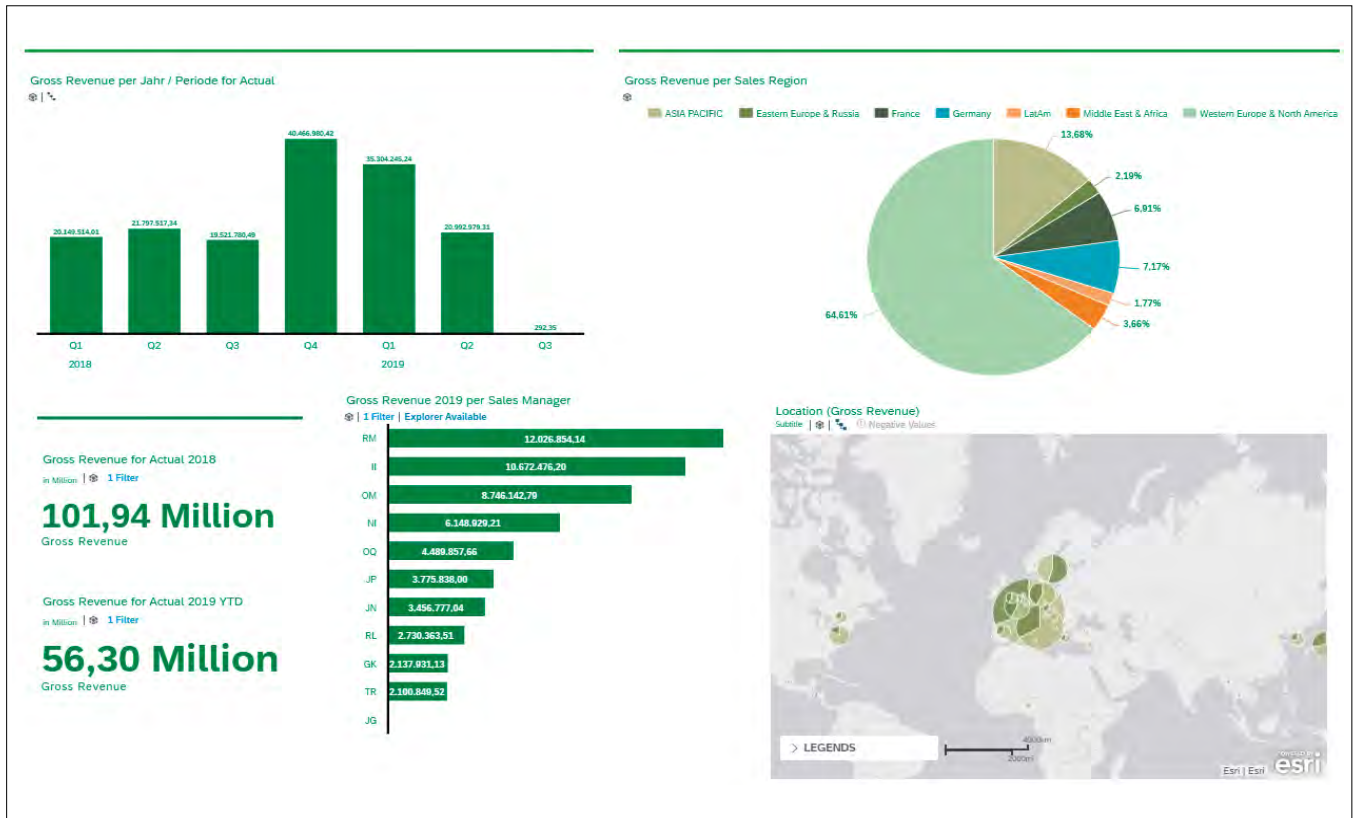 Gross Revenue per Jahr / Periode for Actual
40.466.980,42
35.304.245,24
20.149.514,01
21.797.517,34
19.521.780,49
20.992.979,31
292,35
Q1 Q2 Q3 Q4 Q1 Q2 Q3
2018 2019
Gross Revenue per Sales Region
ASIA PACIFIC Eastern Europe & Russia France Germany LatAm Middle East & Africa Western Europe & North America
13,68%
2,19%
6,91%
7,17%
1,77%
3,66%
64,61%
Gross Revenue for Actual 2018
in Million | 1 Filter
101,94 Million
Gross Revenue
Gross Revenue for Actual 2019 YTD
in Million | 1 Filter
56,30 Million
Gross Revenue
Gross Revenue 2019 per Sales Manager
| 1 Filter | Explorer Available
RM 12.026.854,14
II 10.672.476,20
OM 8.746.142,79
NI 6.148.929,21
OQ 4.489.857,66
JP 3.775.838,00
JN 3.456.777,04
RL 2.730.363,51
GK 2.137.931,13
TR 2.100.849,52
JG
Location (Gross Revenue)
Subtitle | | Negative Values
> LEGENDS
4000km
2000mi
Esri | Esri
POWERED BY
esri